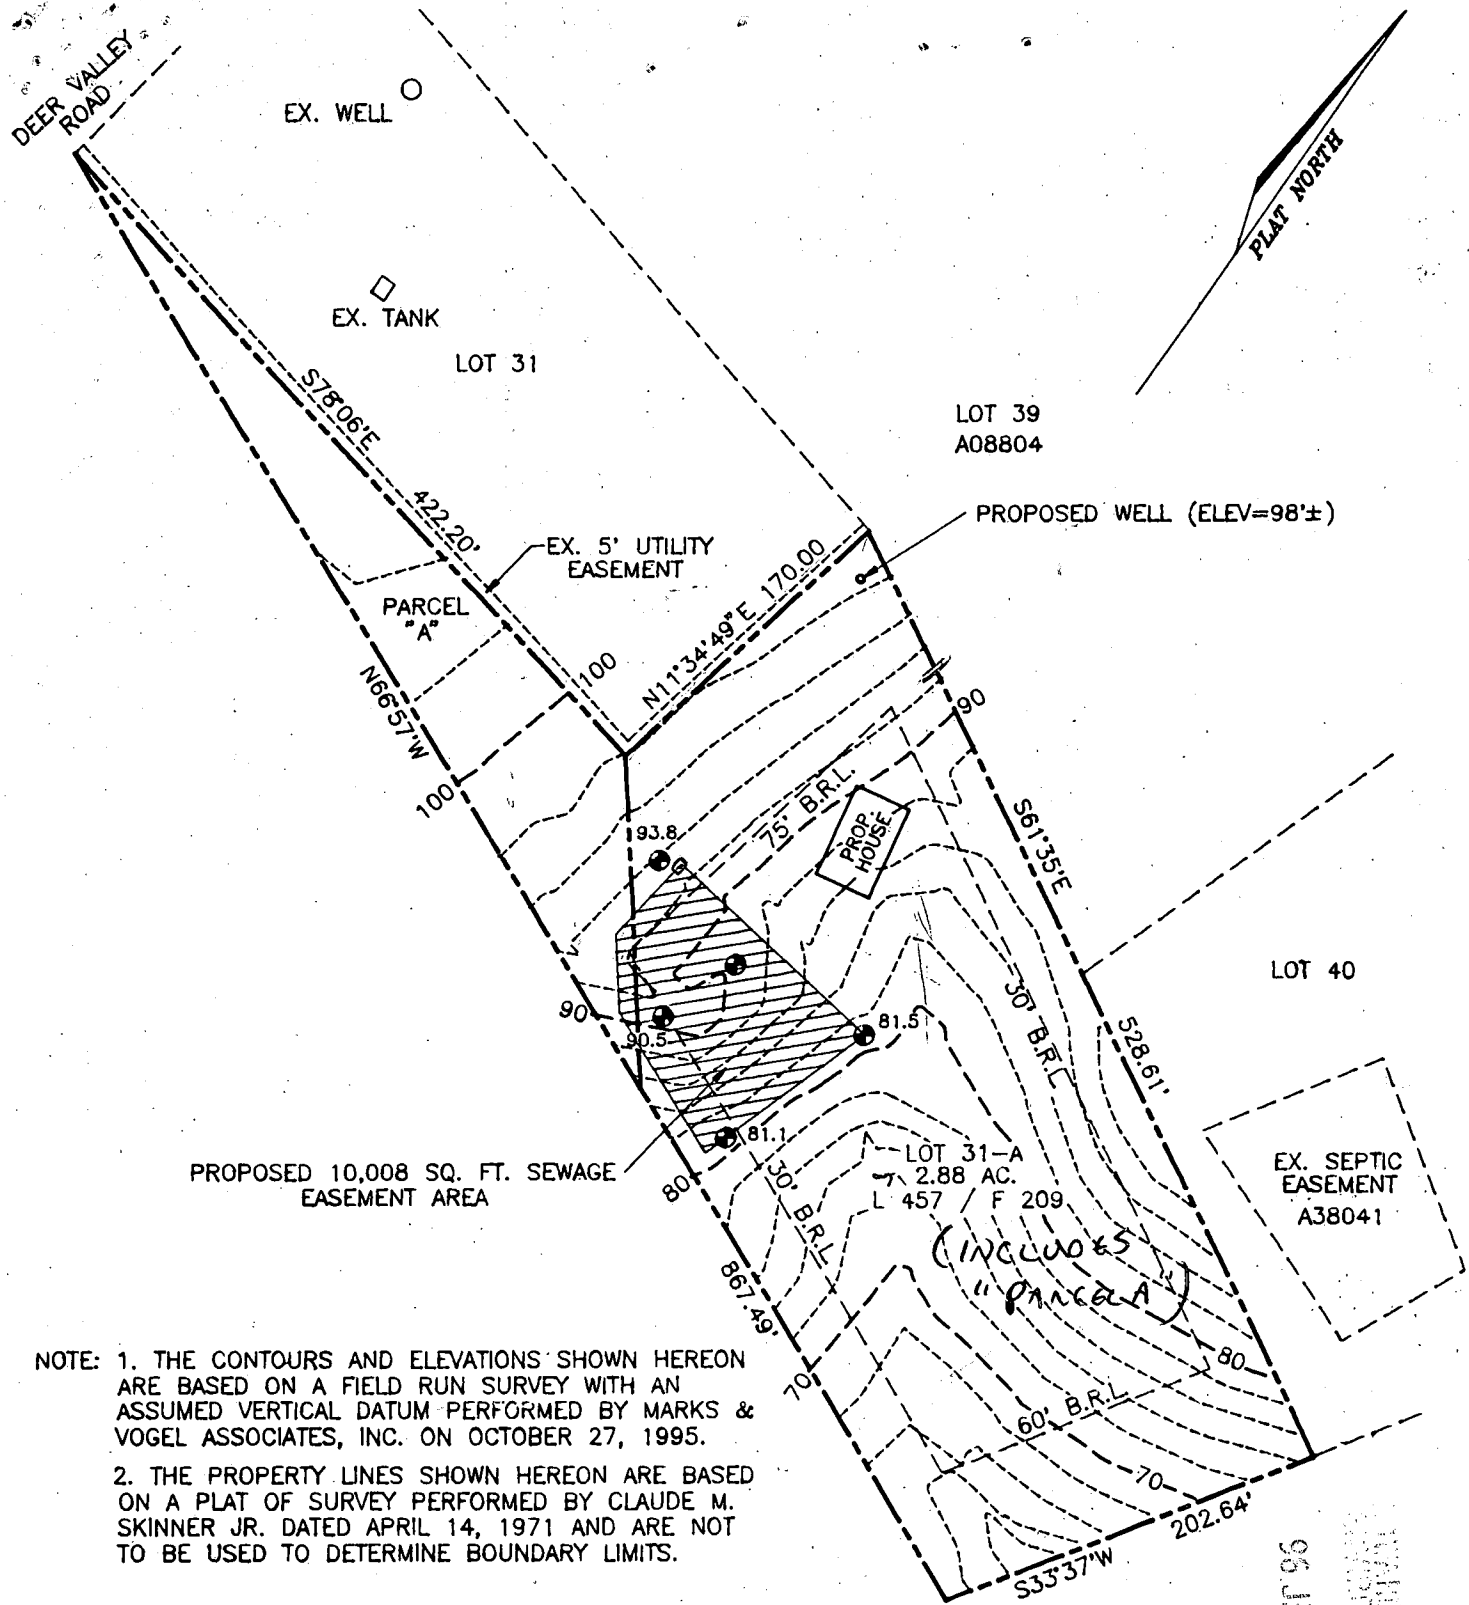 DEER VALLEY
ROAD
EX. WELL
EX. TANK
LOT 31
PLAT NORTH
LOT 39
A08804
PROPOSED WELL (ELEV=98'±)
S78°06'E
422.20'
EX. 5' UTILITY
EASEMENT
N11°34'49"E 170.00
PARCEL
"A"
100
N66°57'W
100
90
75' B.R.L.
PROP.
HOUSE
S61°35'E
93.8
LOT 40
90
90.5
81.5
30' B.R.L.
528.61'
81.1
PROPOSED 10,008 SQ. FT. SEWAGE
EASEMENT AREA
80
30' B.R.L.
LOT 31-A
2.88 AC.
L 457 / F 209
(INCLUDES
"PARCEL A)
EX. SEPTIC
EASEMENT
A38041
867.49'
70
80
60' B.R.L.
70
202.64'
S33°37'W
NOTE: 1. THE CONTOURS AND ELEVATIONS SHOWN HEREON
ARE BASED ON A FIELD RUN SURVEY WITH AN
ASSUMED VERTICAL DATUM PERFORMED BY MARKS &
VOGEL ASSOCIATES, INC. ON OCTOBER 27, 1995.
2. THE PROPERTY LINES SHOWN HEREON ARE BASED
ON A PLAT OF SURVEY PERFORMED BY CLAUDE M.
SKINNER JR. DATED APRIL 14, 1971 AND ARE NOT
TO BE USED TO DETERMINE BOUNDARY LIMITS.